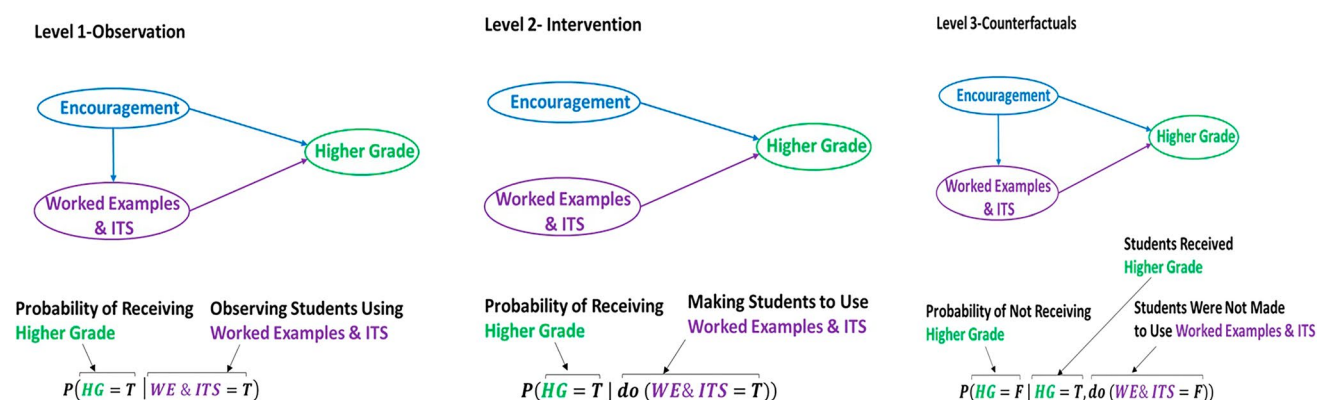 Level 1-Observation
Encouragement
Higher Grade
Worked Examples
& ITS
Probability of Receiving
Higher Grade
Observing Students Using
Worked Examples & ITS
P(HG = T | WE & ITS = T)
Level 2- Intervention
Encouragement
Higher Grade
Worked Examples
& ITS
Probability of Receiving
Higher Grade
Making Students to Use
Worked Examples & ITS
P(HG = T | do (WE& ITS = T))
Level 3-Counterfactuals
Encouragement
Higher Grade
Worked Examples
& ITS
Students Received
Higher Grade
Probability of Not Receiving
Higher Grade
Students Were Not Made
to Use Worked Examples & ITS
P(HG = F | HG = T, do (WE& ITS = F))